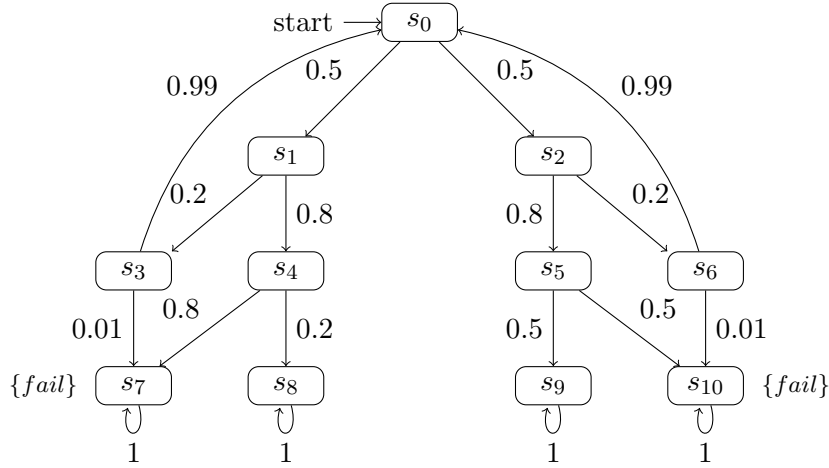 start s0
0.5 0.5
0.99 0.99
s1 s2
0.2 0.8 0.8 0.2
s3 s4 s5 s6
0.01 0.8 0.2 0.5 0.5 0.01
{fail} s7 s8 s9 s10 {fail}
1 1 1 1